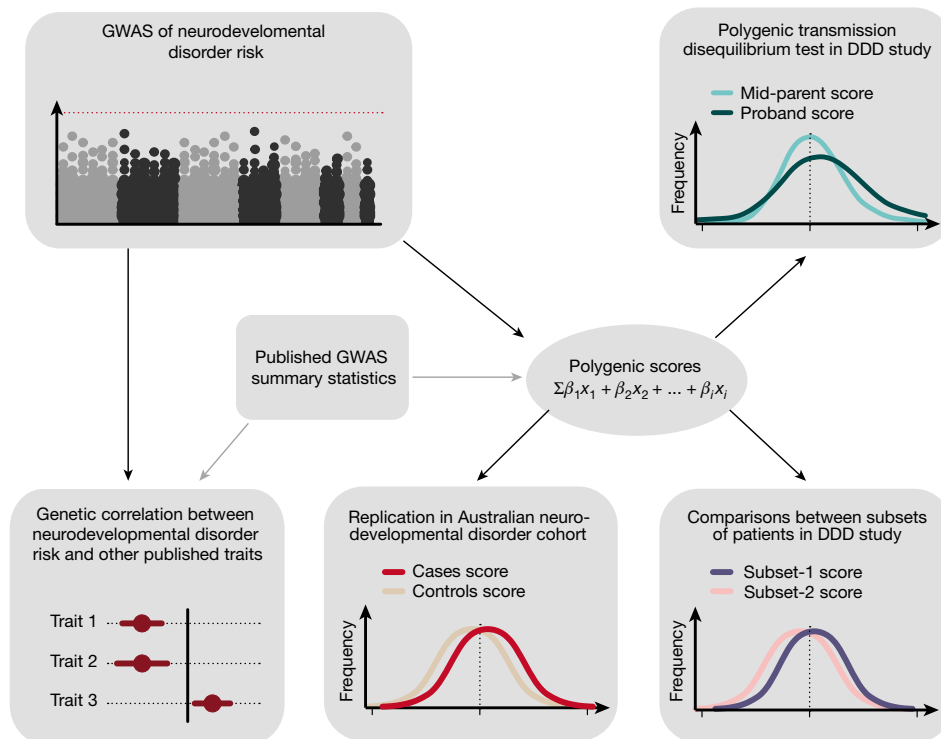 GWAS of neurodevelomental
disorder risk
Polygenic transmission
disequilibrium test in DDD study
Mid-parent score
Proband score
Frequency
Published GWAS
summary statistics
Polygenic scores
Σβ₁x₁ + β₂x₂ + ... + βᵢxᵢ
Genetic correlation between
neurodevelopmental disorder
risk and other published traits
Trait 1
Trait 2
Trait 3
Replication in Australian neuro-
developmental disorder cohort
Cases score
Controls score
Frequency
Comparisons between subsets
of patients in DDD study
Subset-1 score
Subset-2 score
Frequency